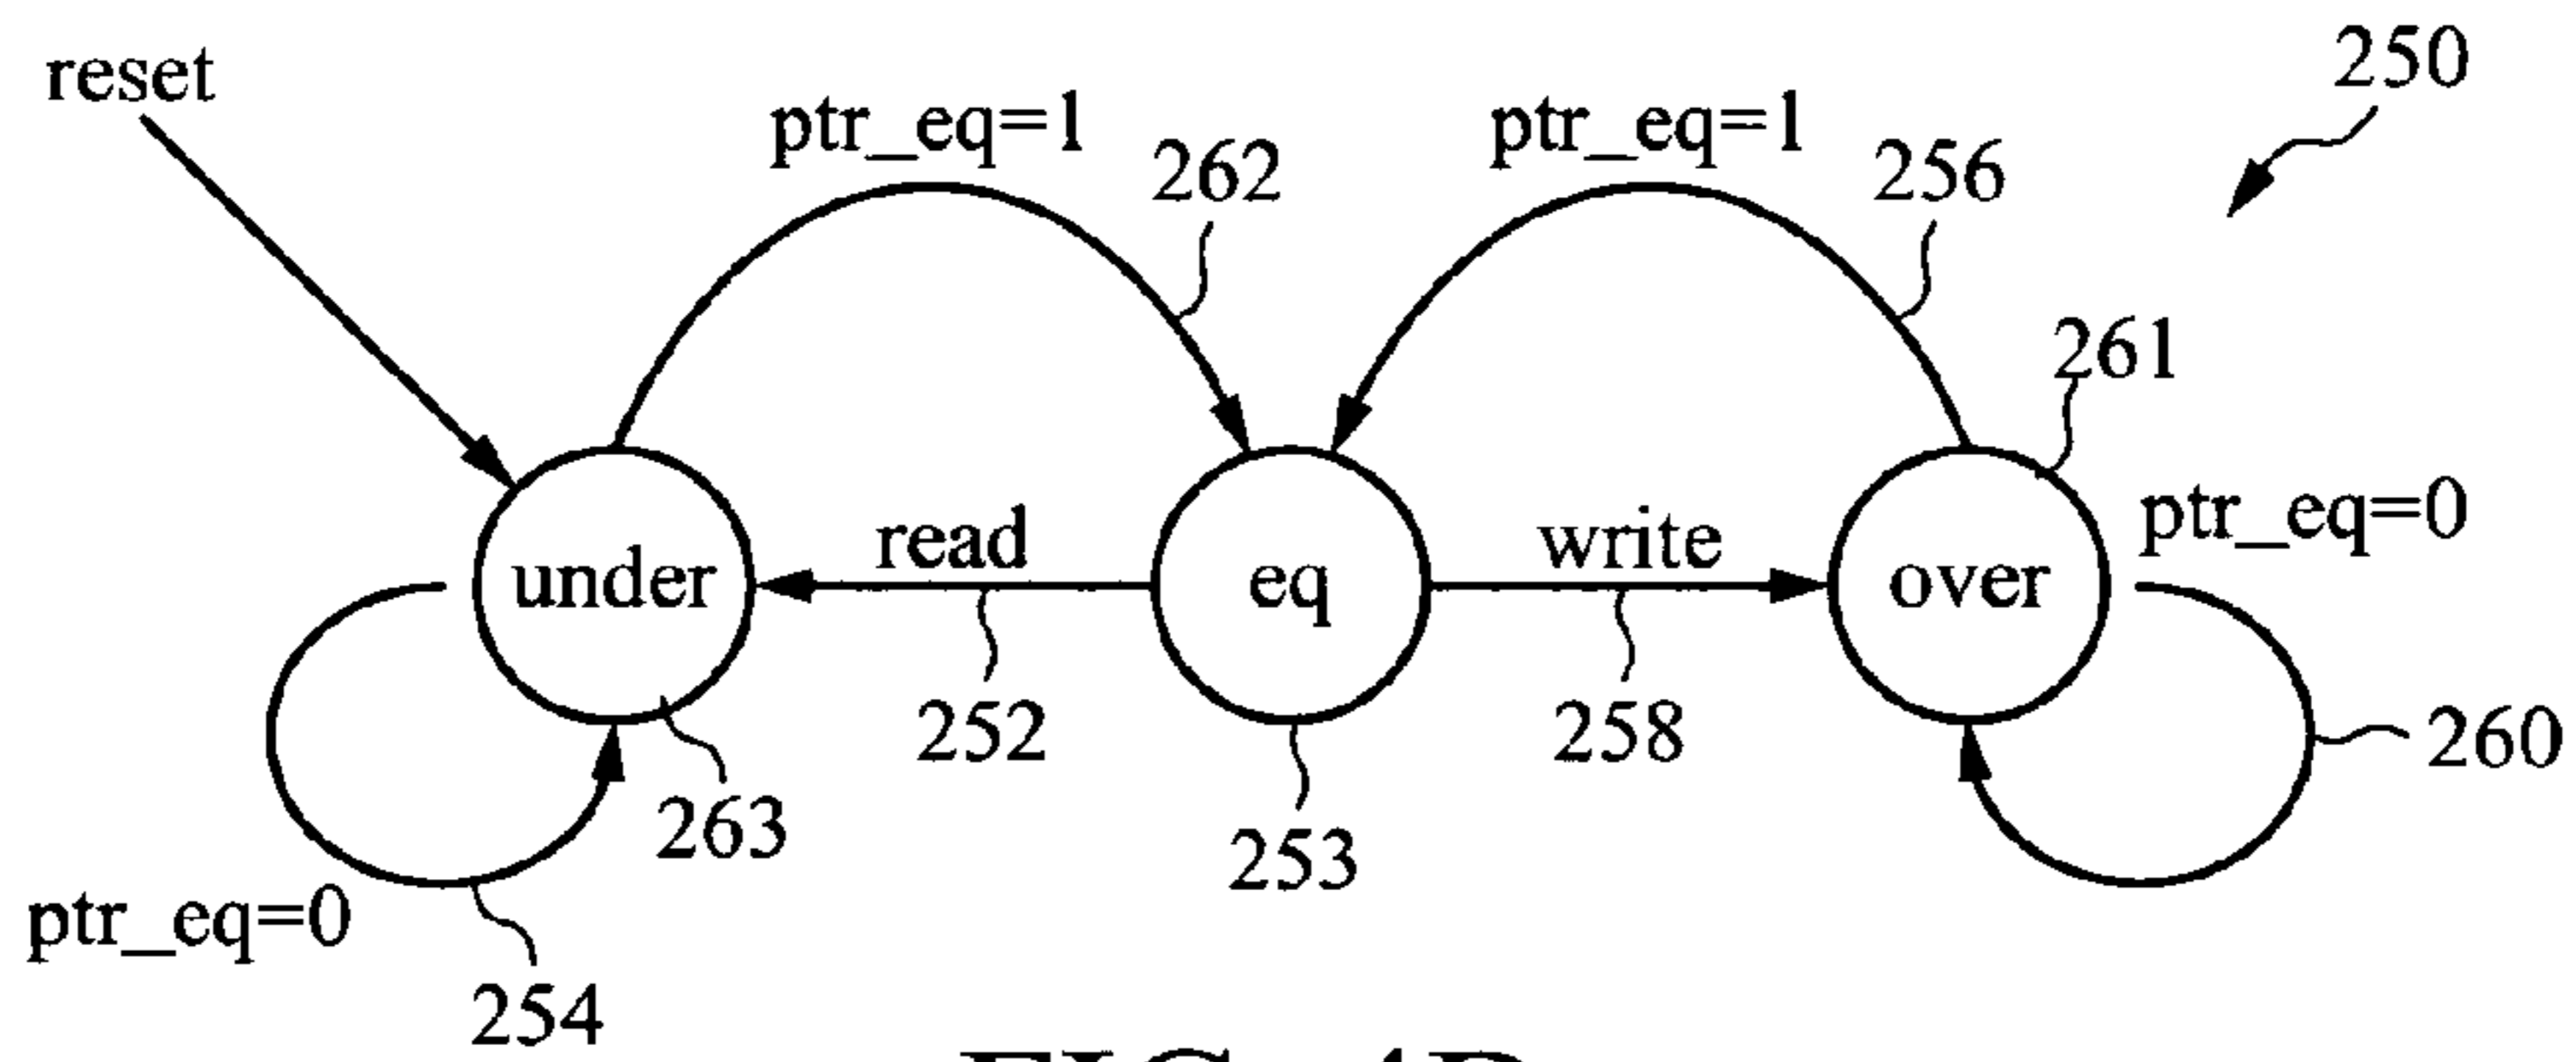 reset
ptr_eq=1
262
ptr_eq=1
256
250
261
ptr_eq=0
under
read
eq
write
over
252
258
260
263
253
ptr_eq=0
254